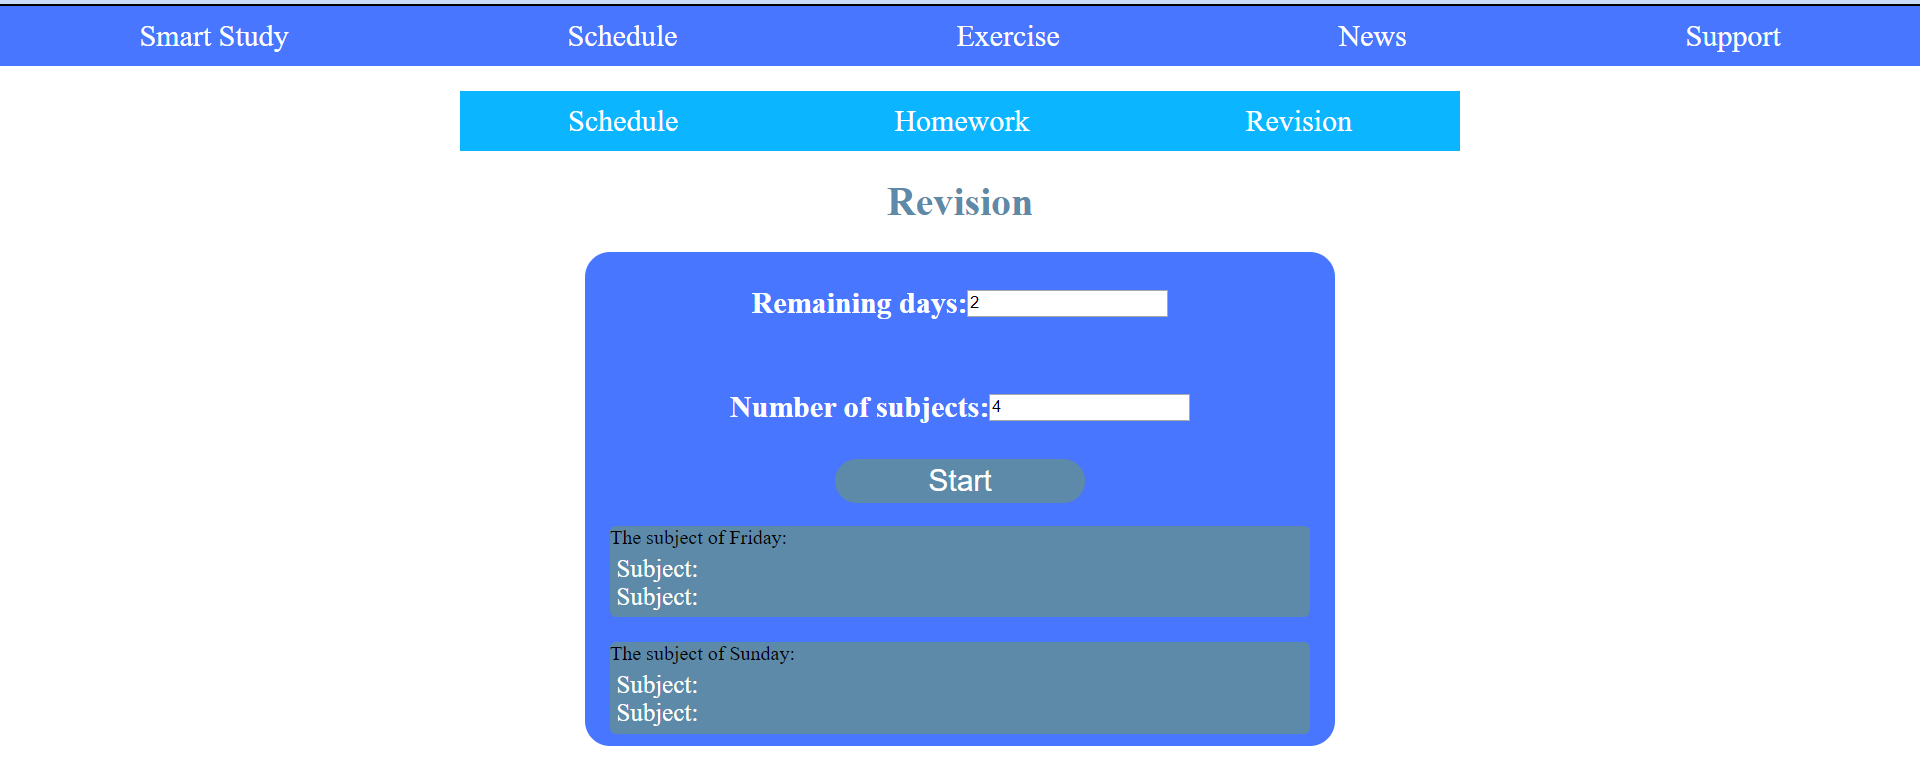 Smart Study Schedule Exercise News Support
Schedule Homework Revision
Revision
Remaining days: 2
Number of subjects: 4
Start
The subject of Friday:
Subject:
Subject:
The subject of Sunday:
Subject:
Subject: